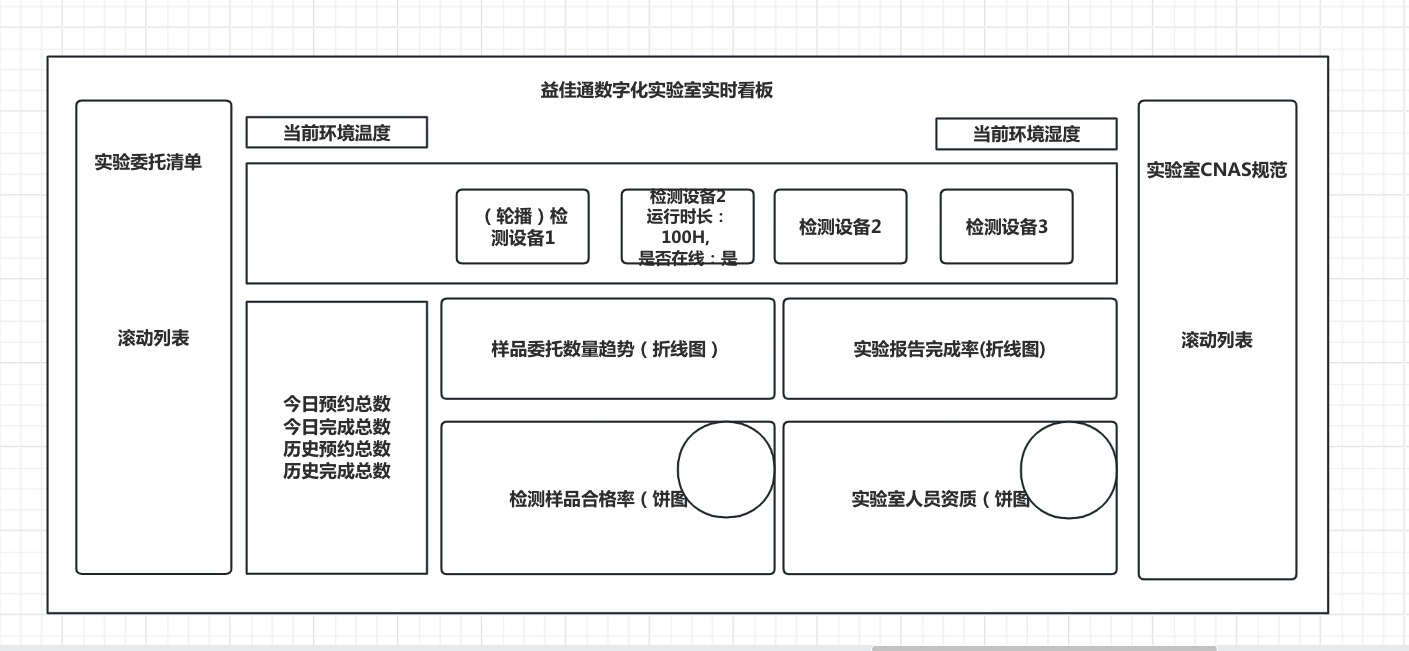 益佳通数字化实验室实时看板
实验委托清单
滚动列表
当前环境温度
当前环境湿度
（轮播）检
测设备1
检测设备2
运行时长：
100H,
是否在线：是
检测设备2
检测设备3
今日预约总数
今日完成总数
历史预约总数
历史完成总数
样品委托数量趋势（折线图）
实验报告完成率(折线图)
检测样品合格率（饼图
实验室人员资质（饼图
实验室CNAS规范
滚动列表